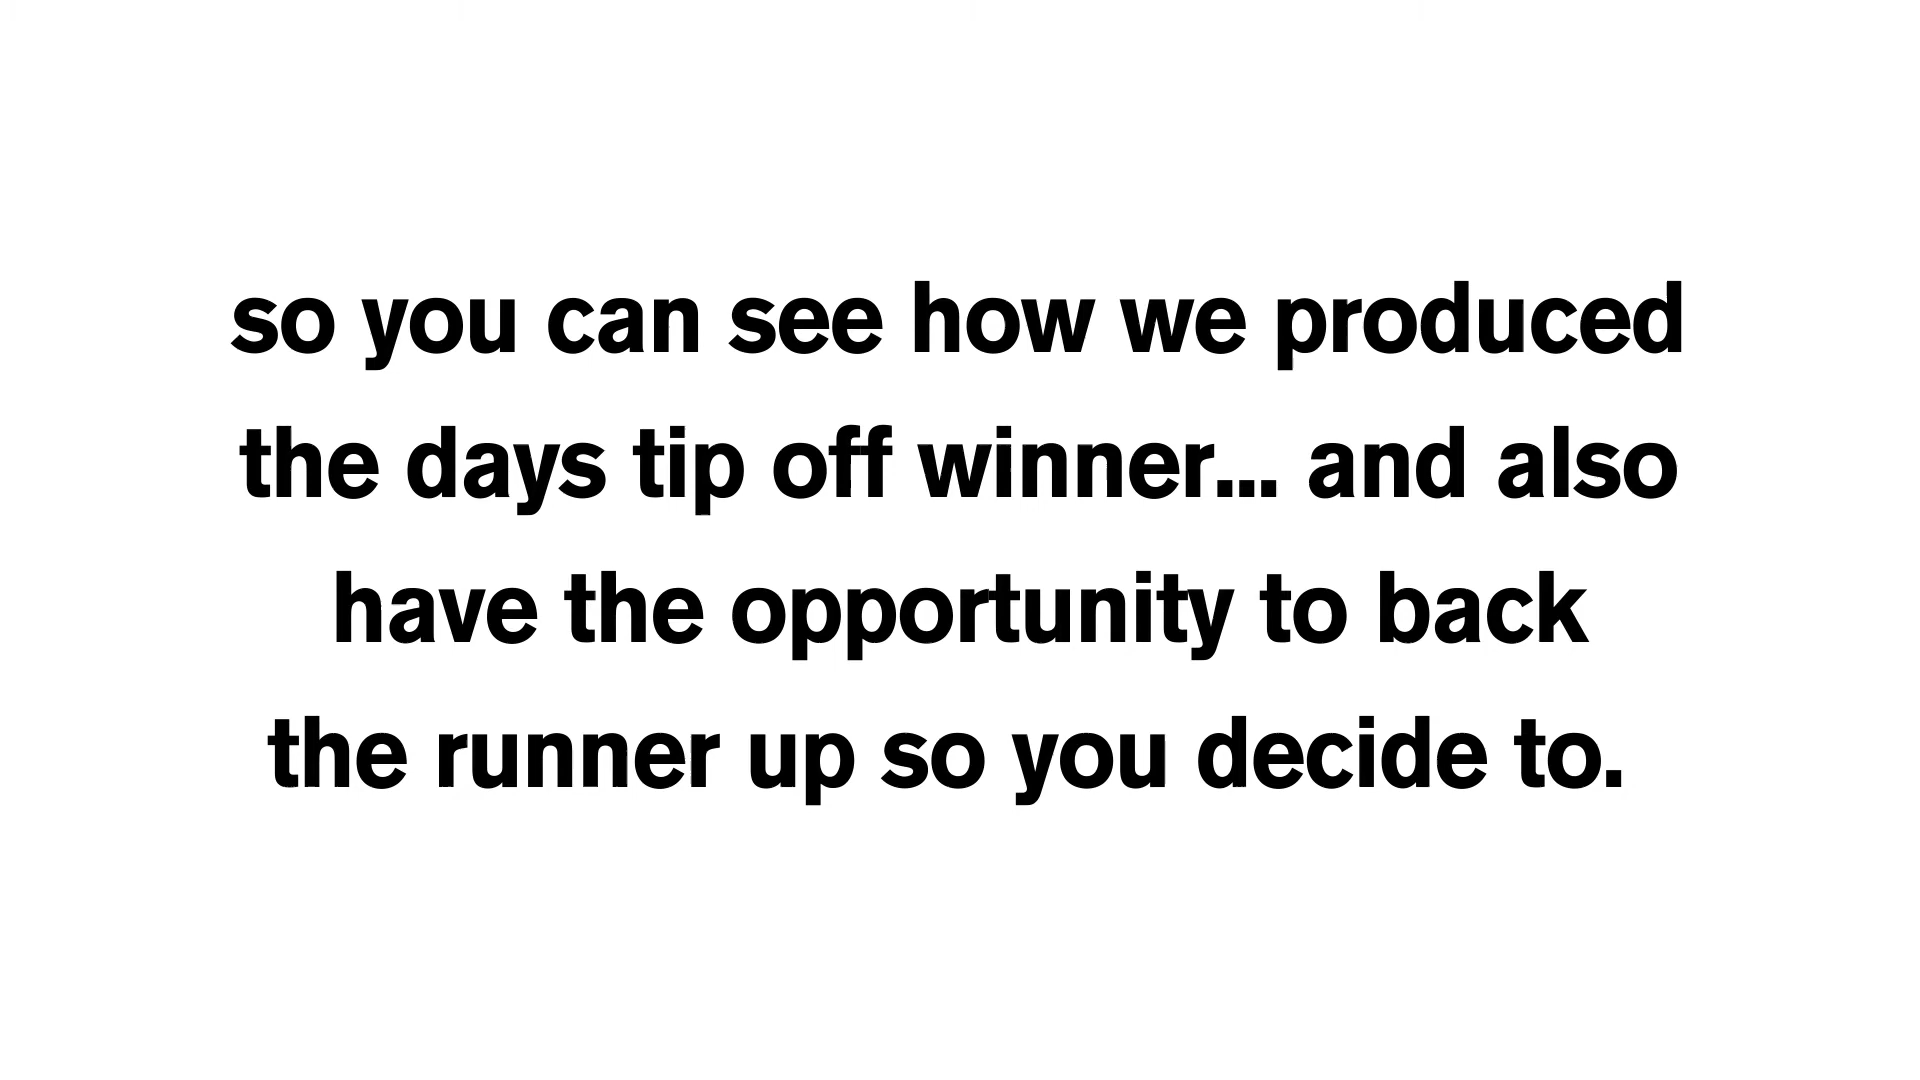 so you can see how we produced
the days tip off winner... and also
have the opportunity to back
the runner up so you decide to.